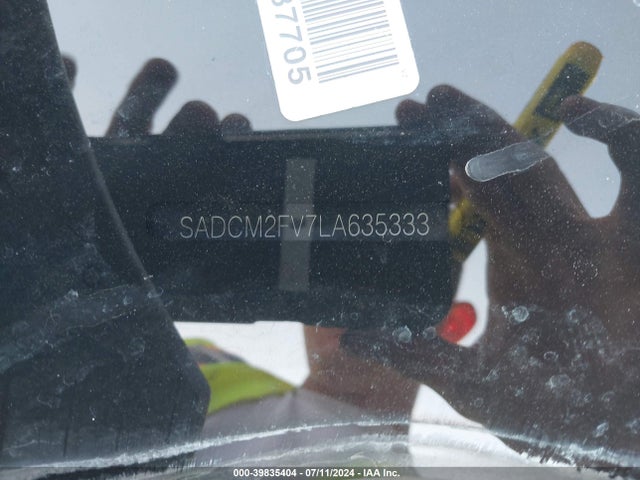 37705
SADCM2FV7LA635333
000-39835404 - 07/11/2024 - IAA Inc.